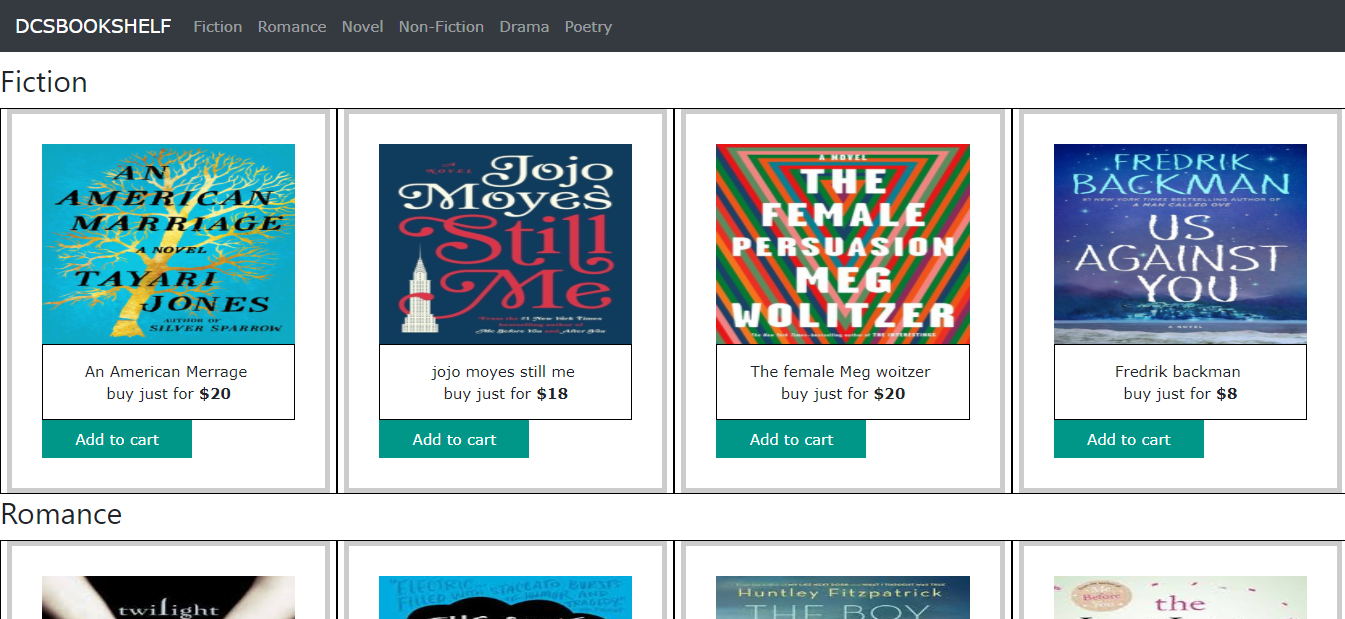 DCSBOOKSHELF Fiction Romance Novel Non-Fiction Drama Poetry
Fiction
AN
AMERICAN
MARRIAGE
A NOVEL
TAYARI
JONES
AUTHOR OF
SILVER SPARROW
An American Merrage
buy just for $20
Add to cart
a NOVEL
Jojo
Moyes
Still
Me
From the #1 New York Times
bestselling author of
Me Before You and After You
jojo moyes still me
buy just for $18
Add to cart
A NOVEL
THE
FEMALE
PERSUASION
MEG
WOLITZER
The New York Times–bestselling author of THE INTERESTINGS
The female Meg woitzer
buy just for $20
Add to cart
FREDRIK
BACKMAN
#1 NEW YORK TIMES BESTSELLING AUTHOR OF
A MAN CALLED OVE
US
AGAINST
YOU
A NOVEL
Fredrik backman
buy just for $8
Add to cart
Romance
twilight
"ELECTRIC... STACCATO BURSTS
FILLED WITH OF HUMOR AND
TRAGEDY"
Huntley Fitzpatrick
THE BOY
Me
Before
You
the